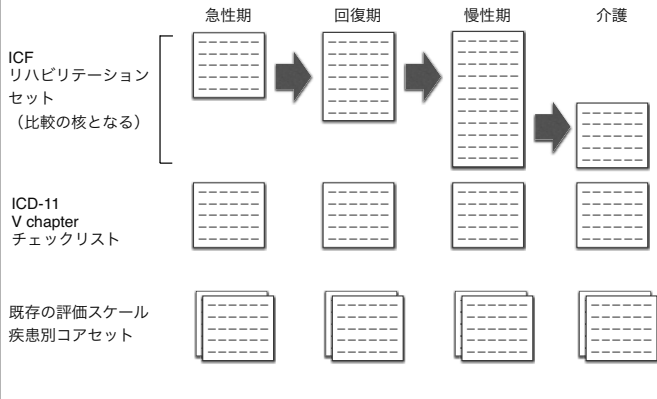 急性期
回復期
慢性期
介護
ICF
リハビリテーション
セット
（比較の核となる）
ICD-11
V chapter
チェックリスト
既存の評価スケール
疾患別コアセット